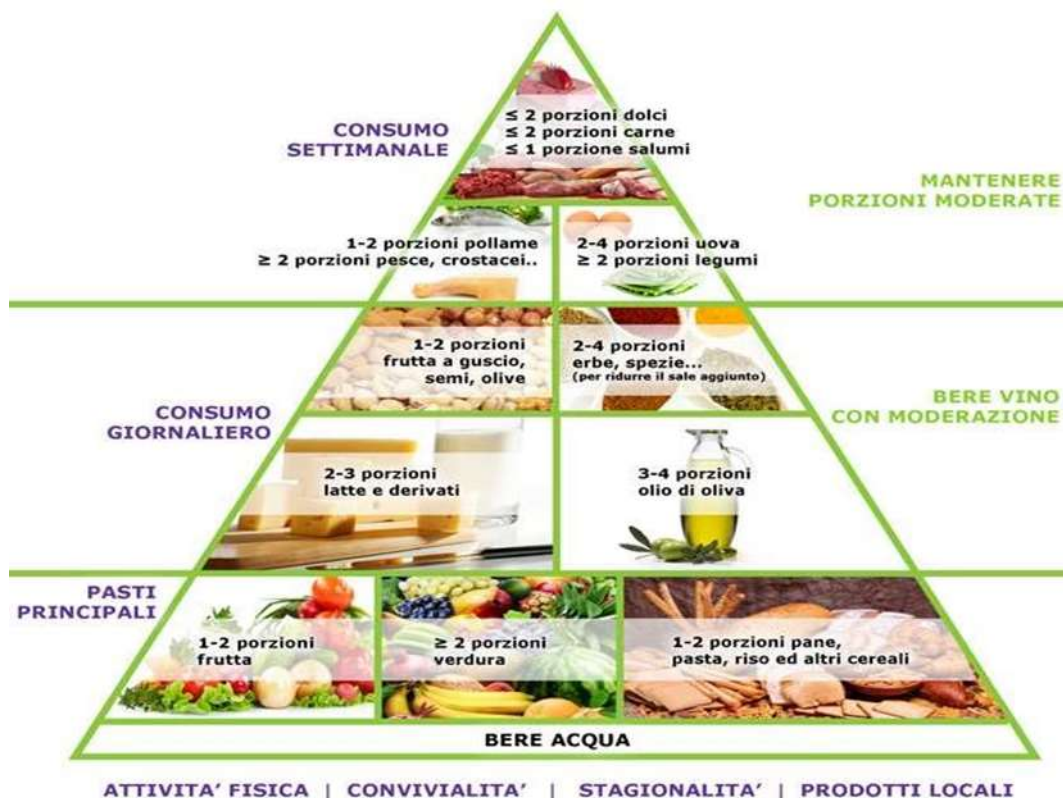 CONSUMO
SETTIMANALE
≤ 2 porzioni dolci
≤ 2 porzioni carne
≤ 1 porzione salumi
MANTENERE
PORZIONI MODERATE
1-2 porzioni pollame
≥ 2 porzioni pesce, crostacei..
2-4 porzioni uova
≥ 2 porzioni legumi
CONSUMO
GIORNALIERO
1-2 porzioni
frutta a guscio,
semi, olive
2-4 porzioni
erbe, spezie...
(per ridurre il sale aggiunto)
BERE VINO
CON MODERAZIONE
2-3 porzioni
latte e derivati
3-4 porzioni
olio di oliva
PASTI
PRINCIPALI
1-2 porzioni
frutta
≥ 2 porzioni
verdura
1-2 porzioni pane,
pasta, riso ed altri cereali
BERE ACQUA
ATTIVITA’ FISICA | CONVIVIALITA’ | STAGIONALITA’ | PRODOTTI LOCALI